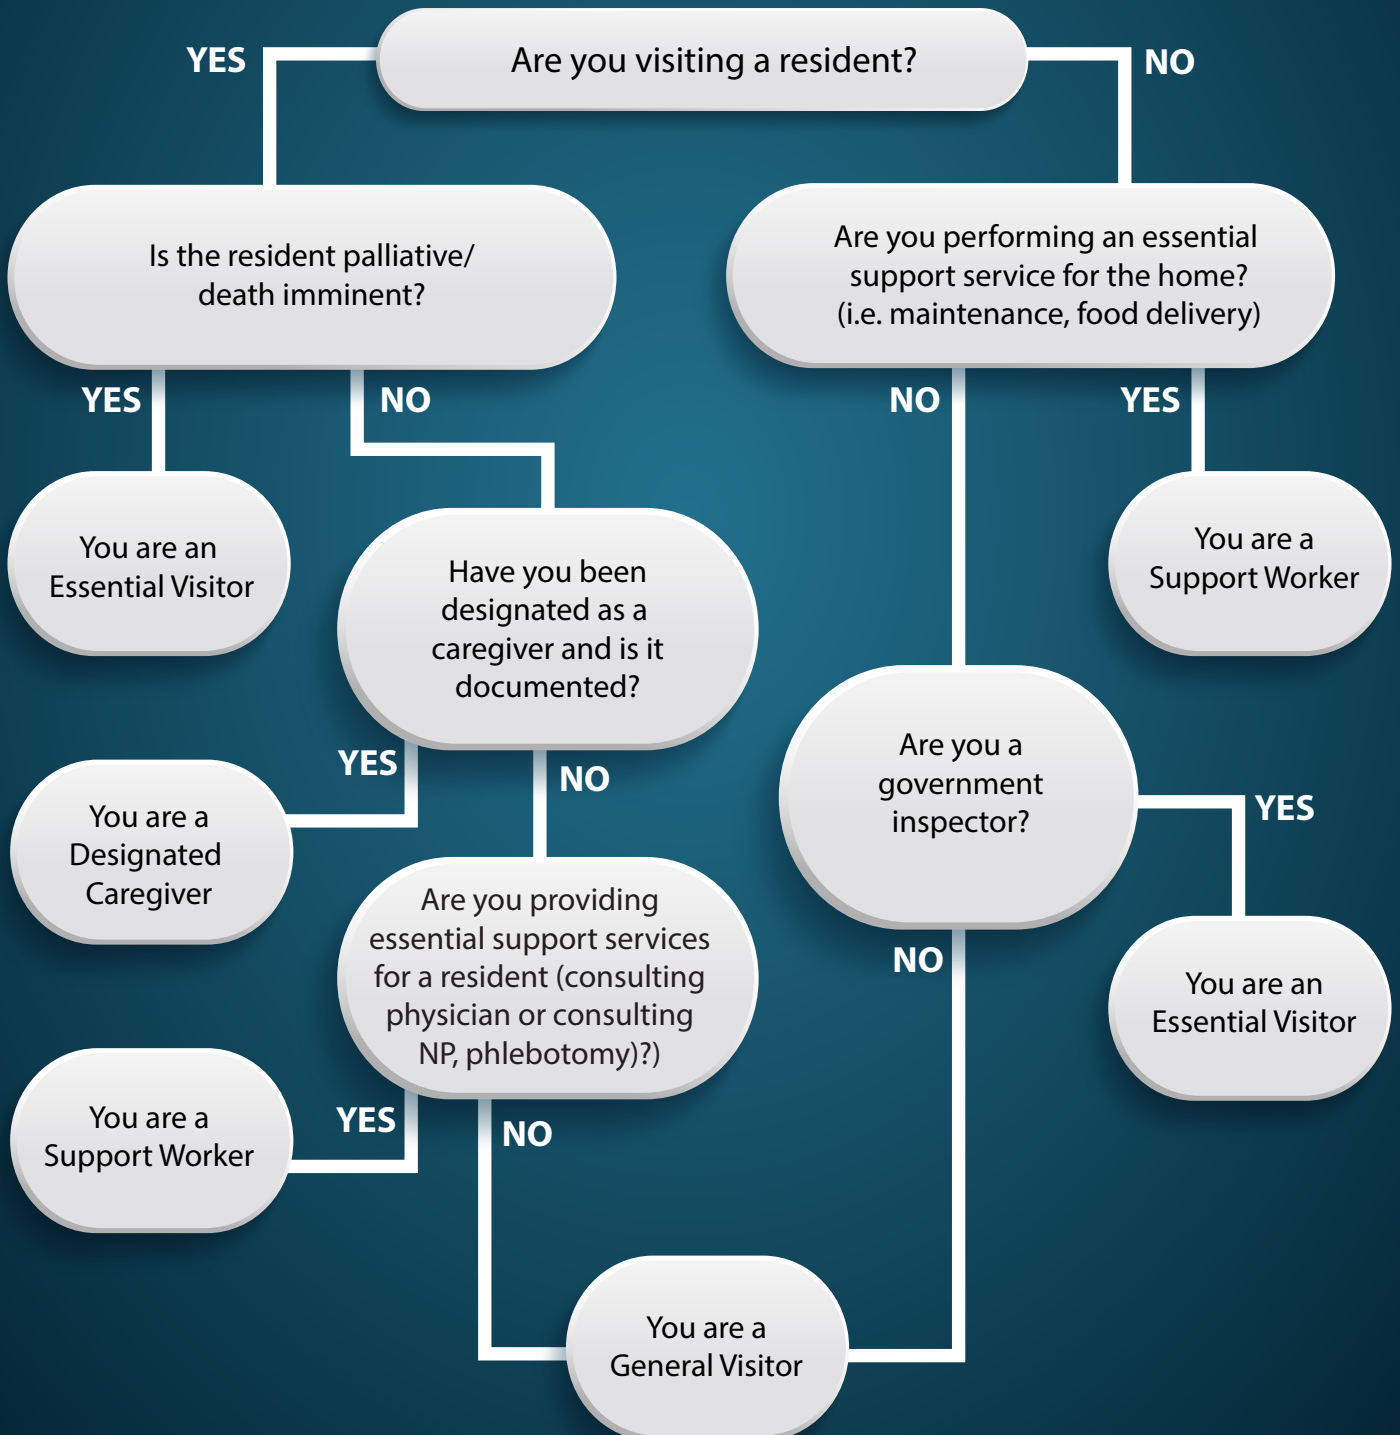 Are you visiting a resident?
YES
NO
Is the resident palliative/
death imminent?
Are you performing an essential
support service for the home?
(i.e. maintenance, food delivery)
YES
NO
NO
YES
You are an
Essential Visitor
Have you been
designated as a
caregiver and is it
documented?
You are a
Support Worker
YES
NO
Are you a
government
inspector?
YES
You are a
Designated
Caregiver
Are you providing
essential support services
for a resident (consulting
physician or consulting
NP, phlebotomy)?)
NO
You are an
Essential Visitor
You are a
Support Worker
YES
NO
You are a
General Visitor